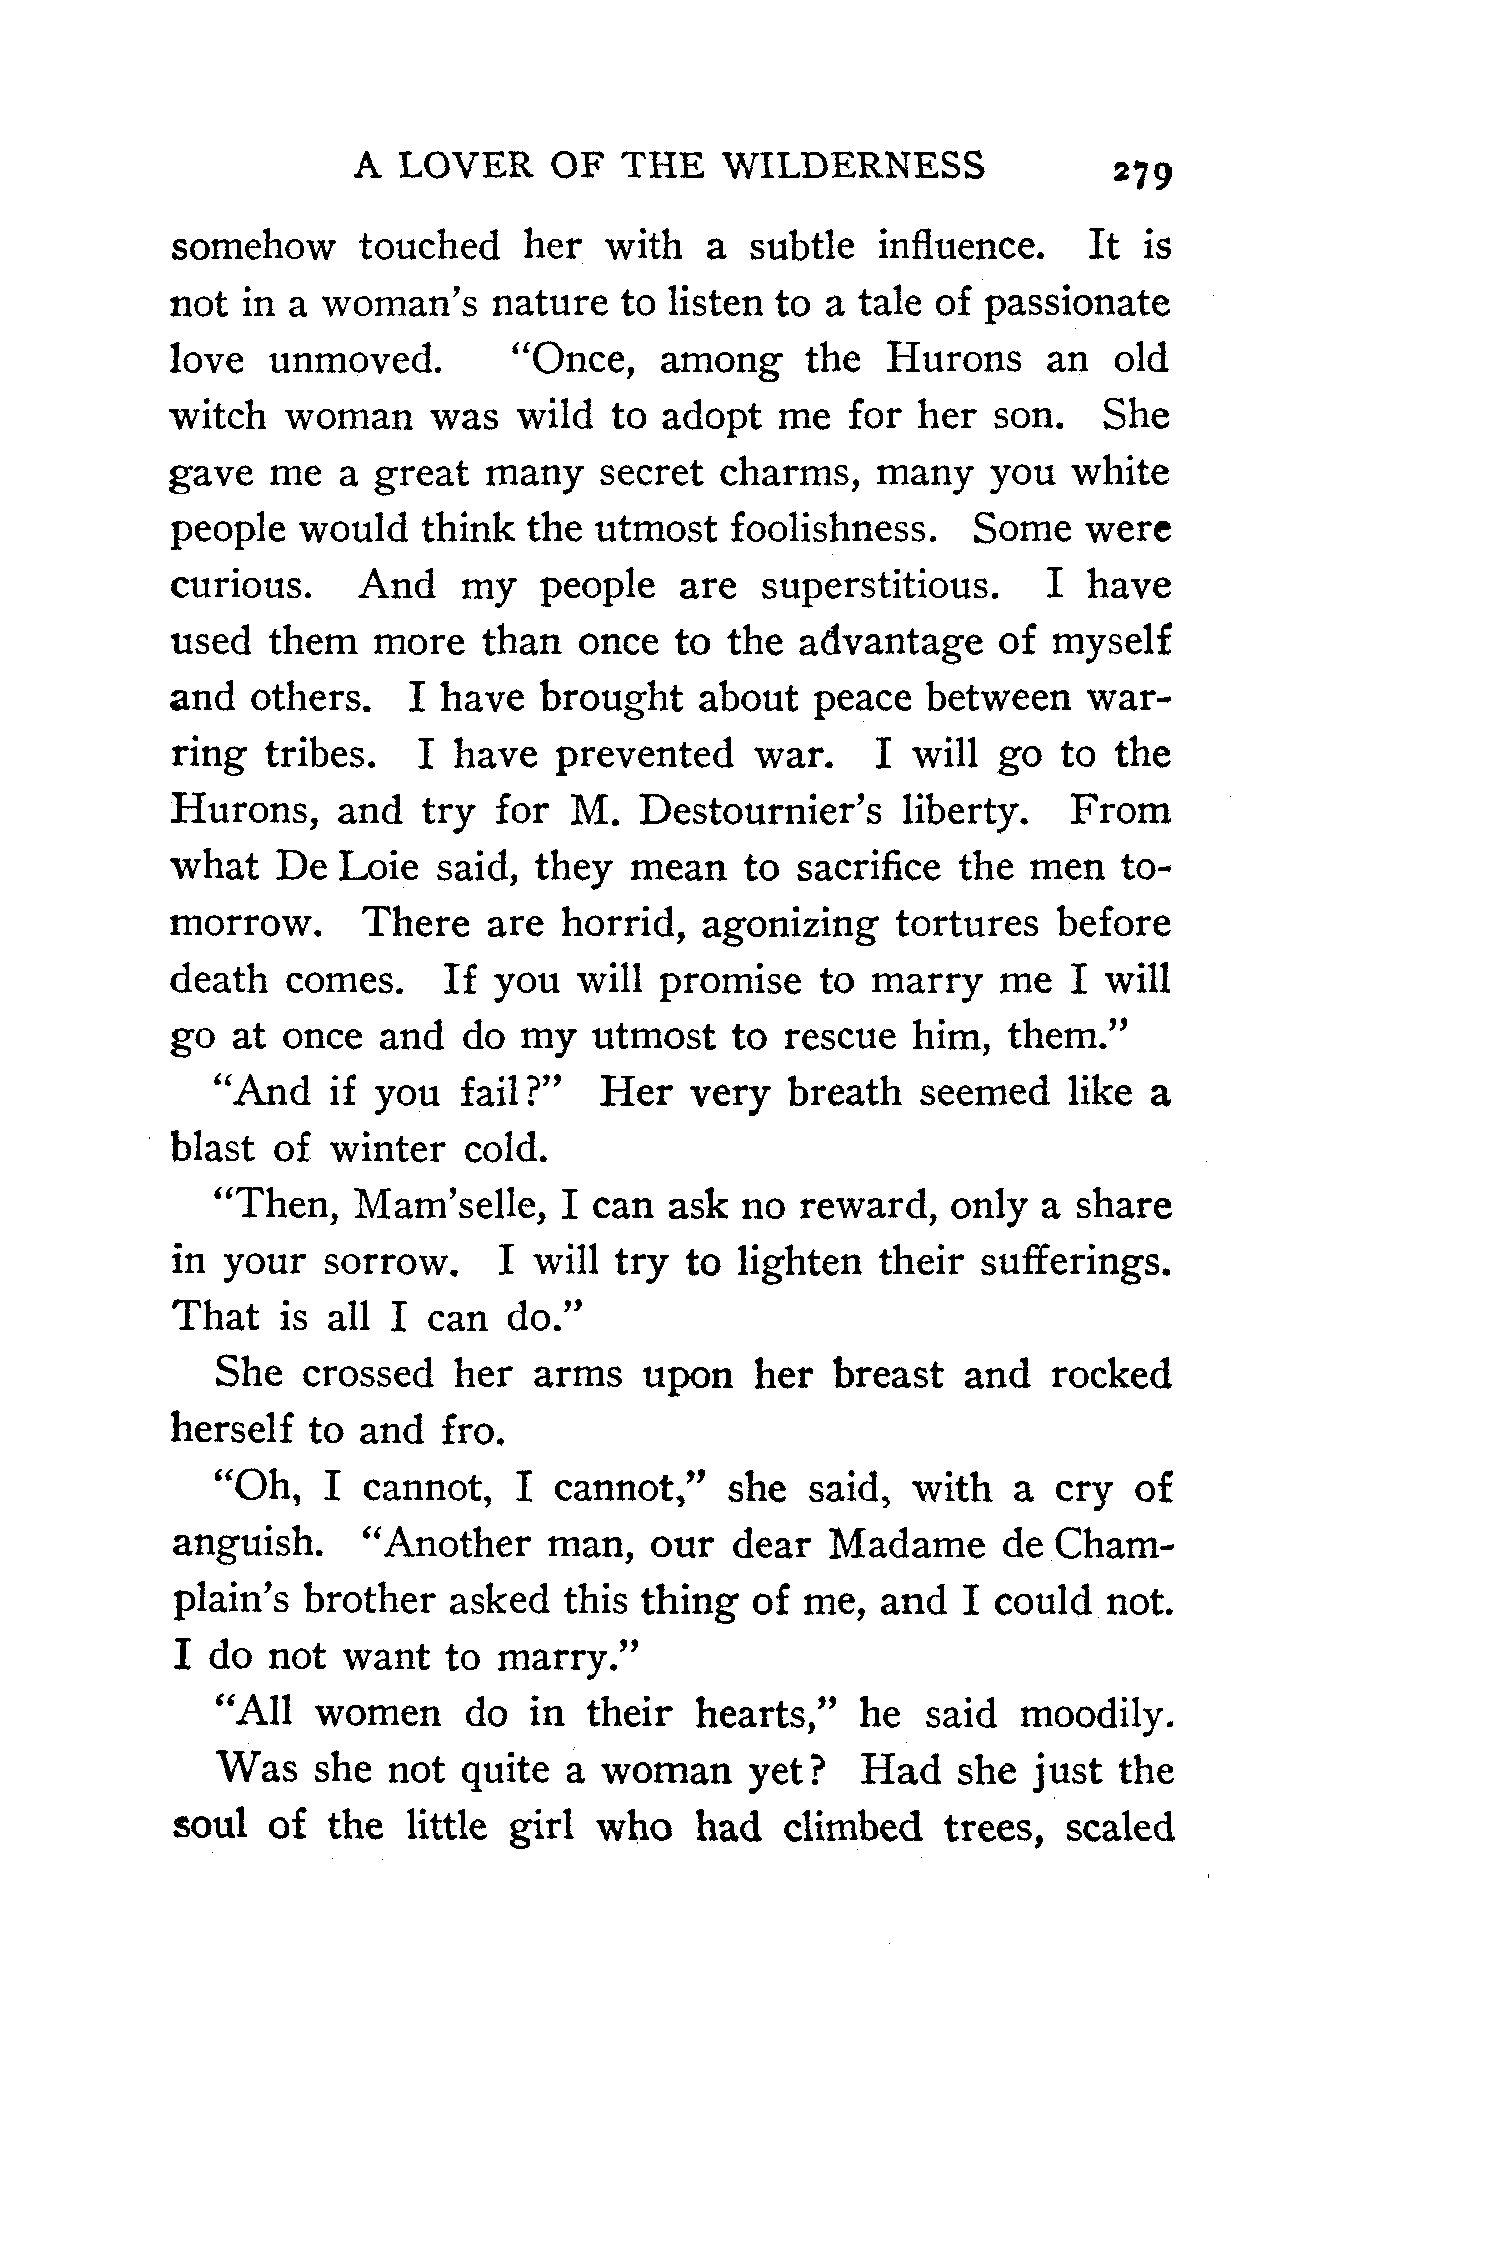 A LOVER OF THE WILDERNESS 279
somehow touched her with a subtle influence. It is
not in a woman's nature to listen to a tale of passionate
love unmoved. "Once, among the Hurons an old
witch woman was wild to adopt me for her son. She
gave me a great many secret charms, many you white
people would think the utmost foolishness. Some were
curious. And my people are superstitious. I have
used them more than once to the advantage of myself
and others. I have brought about peace between war-
ring tribes. I have prevented war. I will go to the
Hurons, and try for M. Destournier's liberty. From
what De Loie said, they mean to sacrifice the men to-
morrow. There are horrid, agonizing tortures before
death comes. If you will promise to marry me I will
go at once and do my utmost to rescue him, them."
"And if you fail?" Her very breath seemed like a
blast of winter cold.
"Then, Mam'selle, I can ask no reward, only a share
in your sorrow. I will try to lighten their sufferings.
That is all I can do."
She crossed her arms upon her breast and rocked
herself to and fro.
"Oh, I cannot, I cannot," she said, with a cry of
anguish. "Another man, our dear Madame de Cham-
plain's brother asked this thing of me, and I could not.
I do not want to marry."
"All women do in their hearts," he said moodily.
Was she not quite a woman yet? Had she just the
soul of the little girl who had climbed trees, scaled